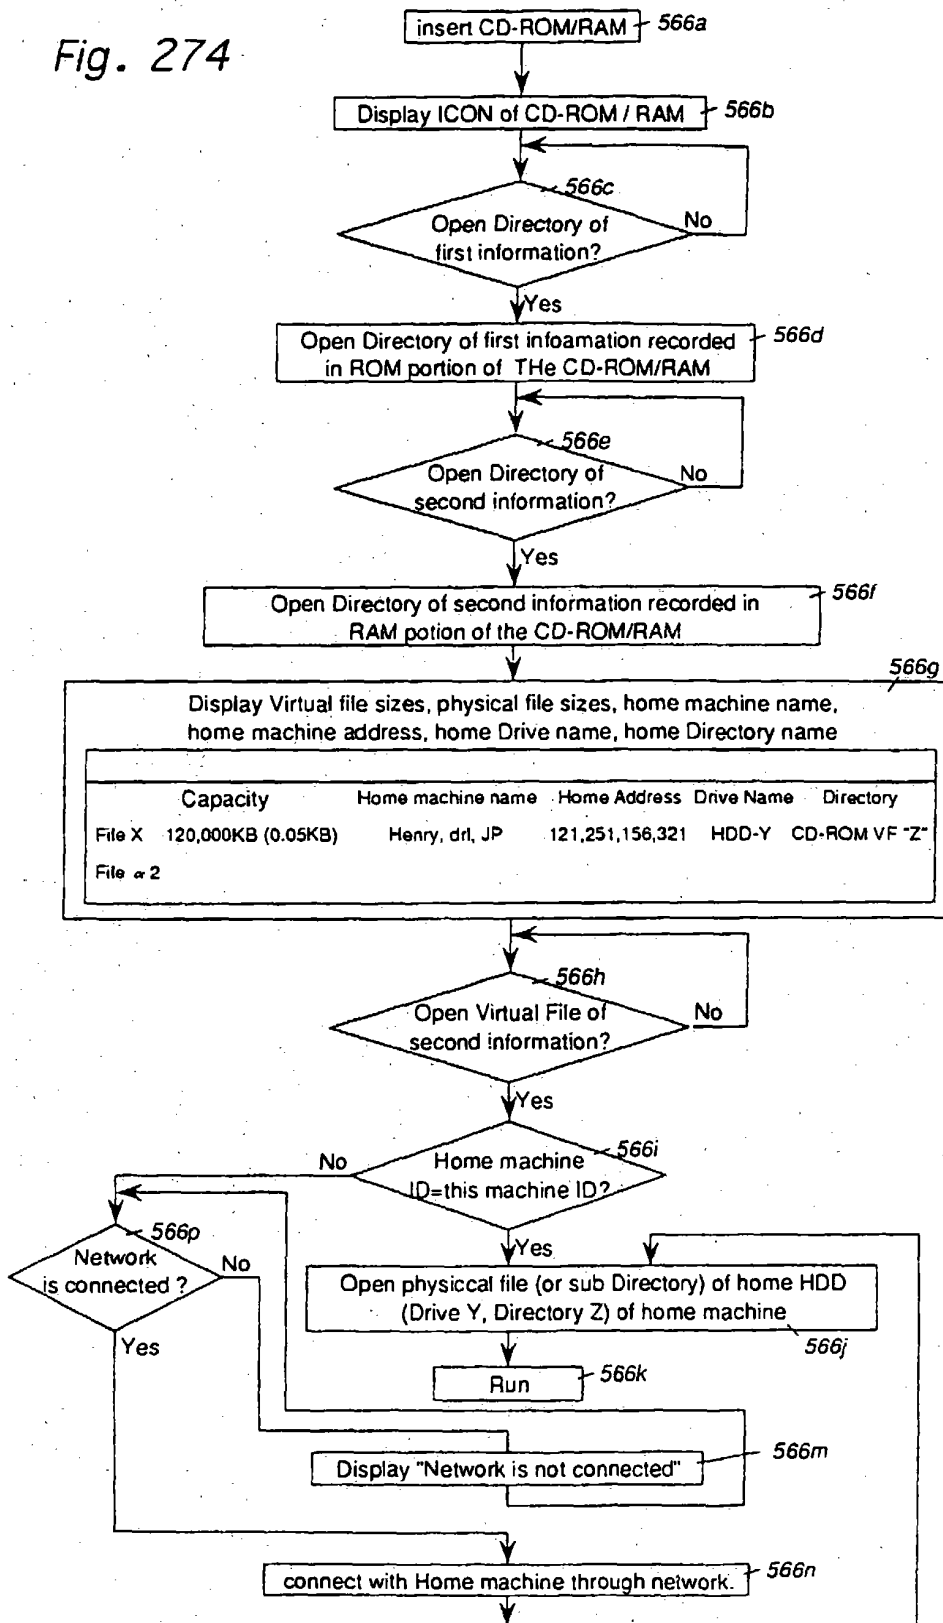 Fig. 274
insert CD-ROM/RAM
566a
Display ICON of CD-ROM / RAM
566b
566c
Open Directory of
first information?
No
Yes
Open Directory of first infoamation recorded
in ROM portion of THe CD-ROM/RAM
566d
566e
Open Directory of
second information?
No
Yes
Open Directory of second information recorded in
RAM potion of the CD-ROM/RAM
566f
566g
Display Virtual file sizes, physical file sizes, home machine name,
home machine address, home Drive name, home Directory name
Capacity Home machine name Home Address Drive Name Directory
File X 120,000KB (0.05KB) Henry, drl, JP 121,251,156,321 HDD-Y CD-ROM VF "Z"
File α 2
566h
Open Virtual File of
second information?
No
Yes
566i
Home machine
ID=this machine ID?
No
Yes
566p
Network
is connected ?
No
Yes
Open physiccal file (or sub Directory) of home HDD
(Drive Y, Directory Z) of home machine
566j
Run
566k
Display "Network is not connected"
566m
connect with Home machine through network.
566n